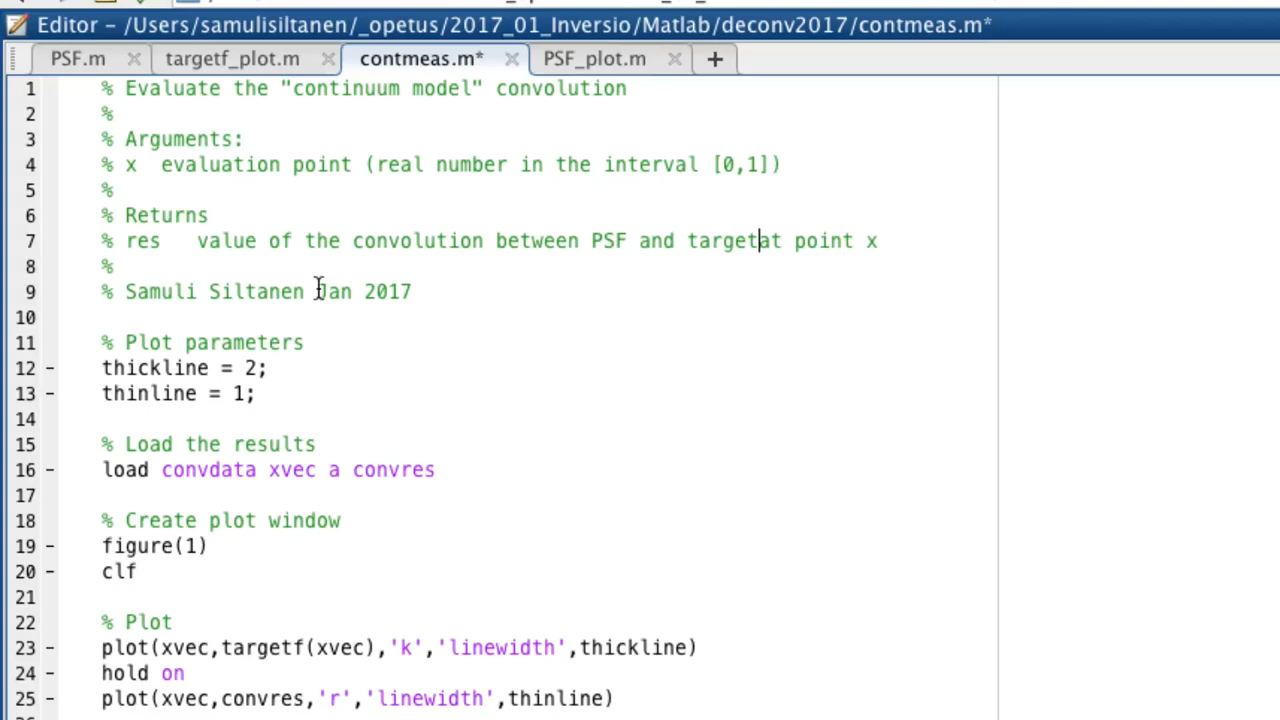 Editor – /Users/samulisiltanen/_opetus/2017_01_Inversio/Matlab/deconv2017/contmeas.m*
PSF.m targetf_plot.m contmeas.m* PSF_plot.m +
1 % Evaluate the "continuum model" convolution
2 %
3 % Arguments:
4 % x  evaluation point (real number in the interval [0,1])
5 %
6 % Returns
7 % res   value of the convolution between PSF and targetat point x
8 %
9 % Samuli Siltanen Jan 2017
10
11 % Plot parameters
12 - thickline = 2;
13 - thinline = 1;
14
15 % Load the results
16 - load convdata xvec a convres
17
18 % Create plot window
19 - figure(1)
20 - clf
21
22 % Plot
23 - plot(xvec,targetf(xvec),'k','linewidth',thickline)
24 - hold on
25 - plot(xvec,convres,'r','linewidth',thinline)